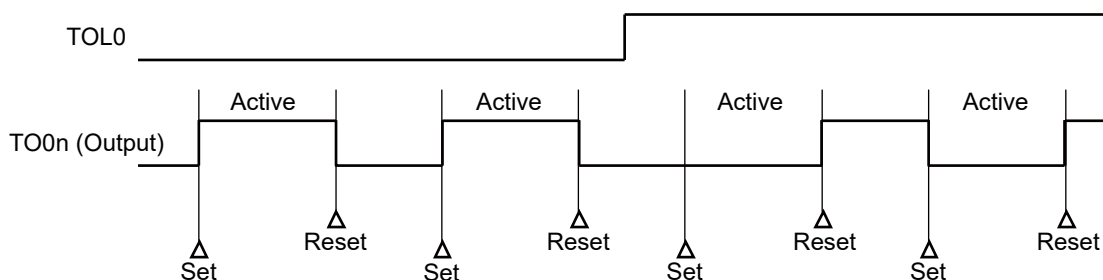 TOL0
Active
Active
Active
Active
TO0n (Output)
Reset
Reset
Reset
Reset
Set
Set
Set
Set